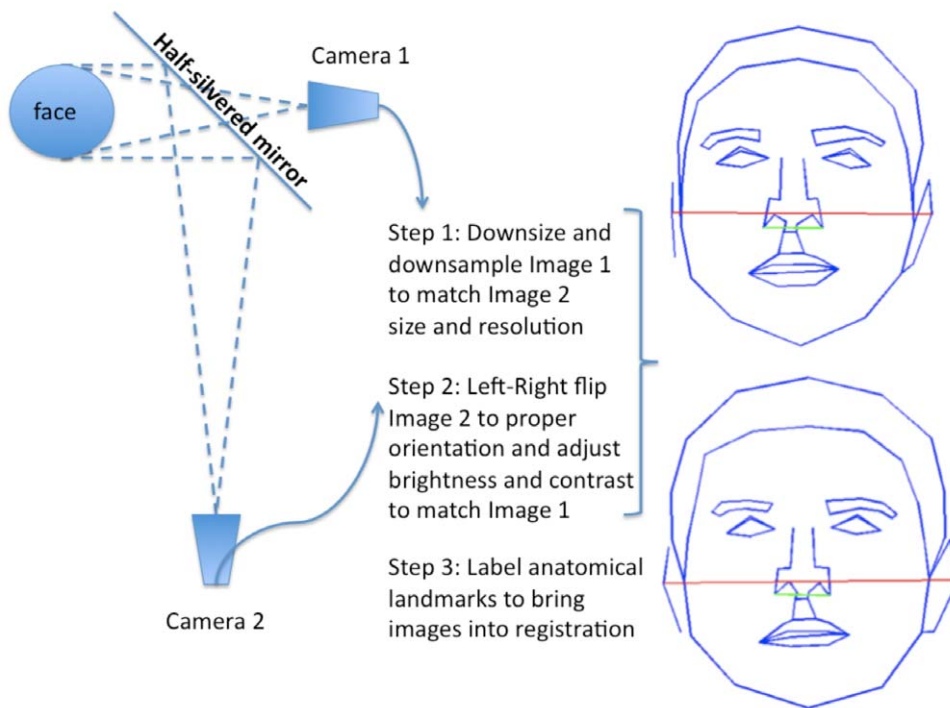 Camera 1
Half-silvered mirror
face
Step 1: Downsize and
downsample Image 1
to match Image 2
size and resolution
Step 2: Left-Right flip
Image 2 to proper
orientation and adjust
brightness and contrast
to match Image 1
Step 3: Label anatomical
landmarks to bring
images into registration
Camera 2